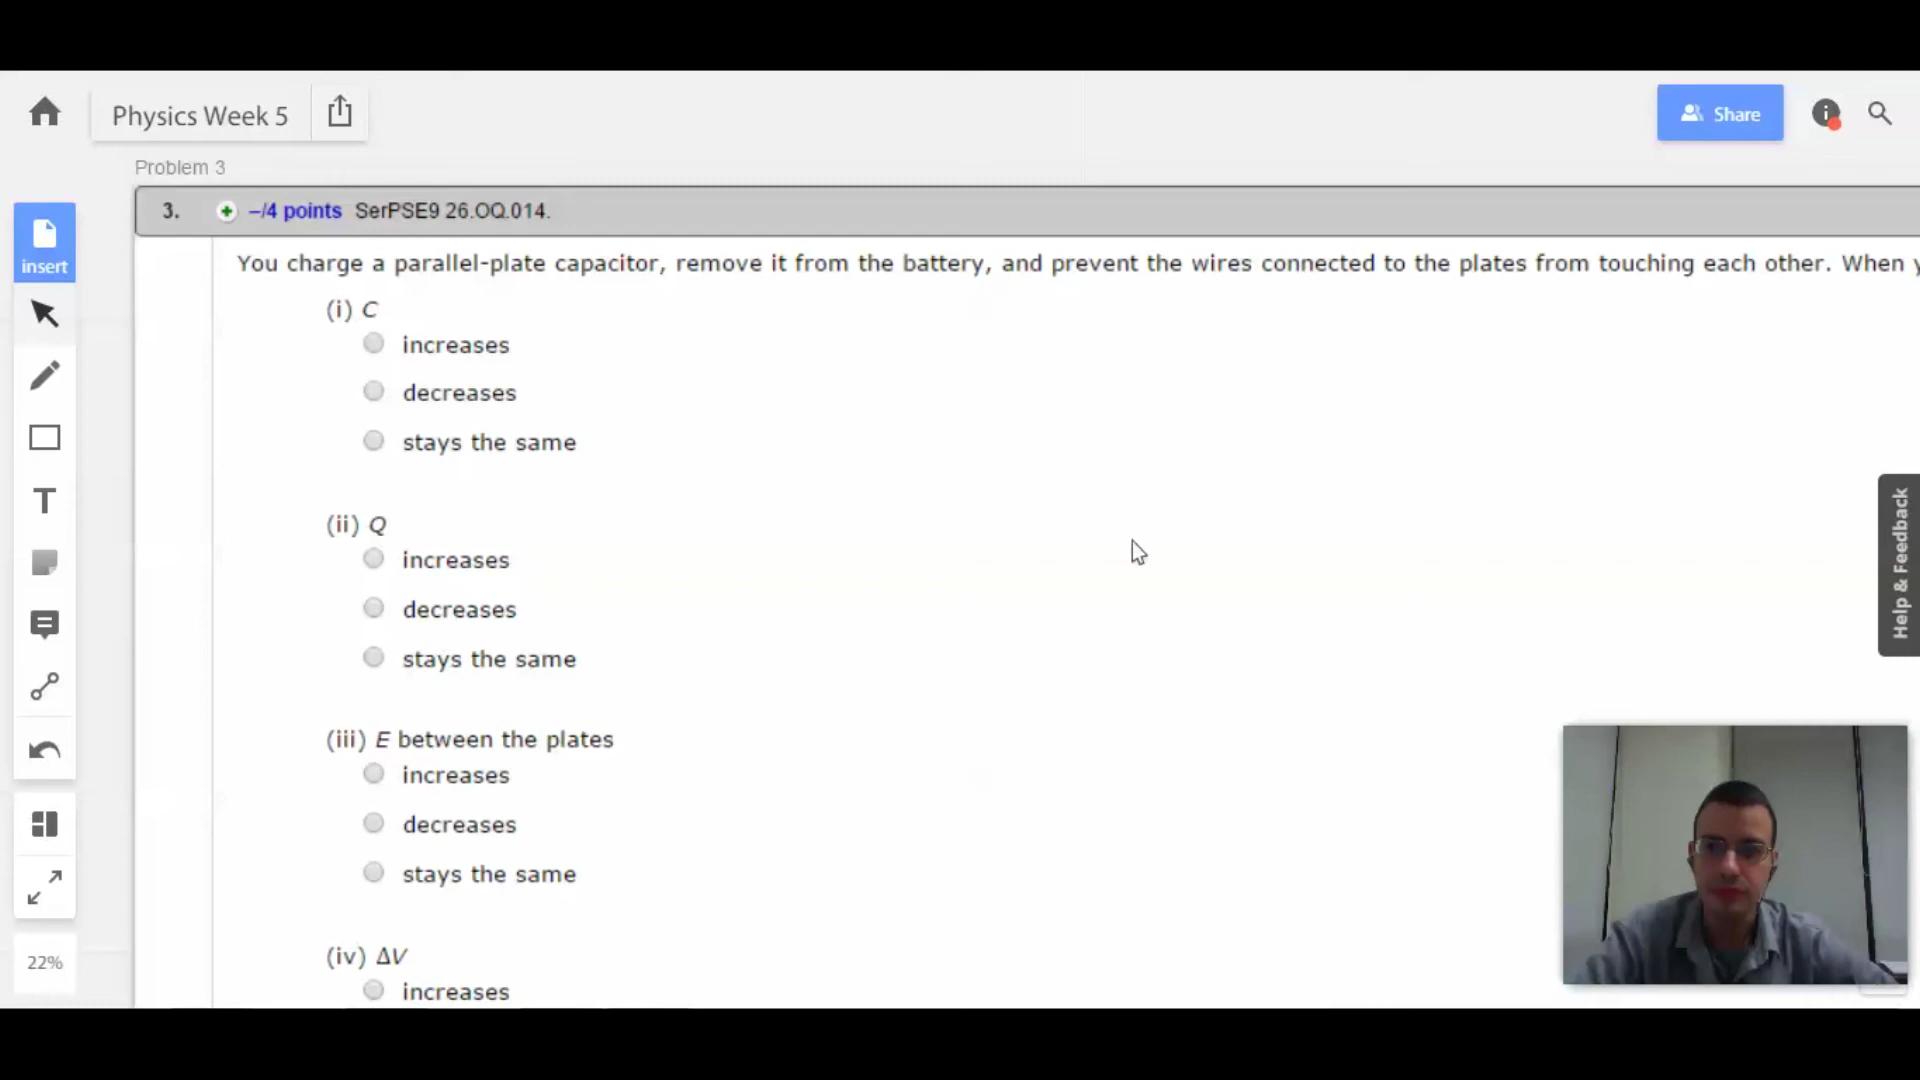 Physics Week 5
Share
Problem 3
3. –/4 points SerPSE9 26.OQ.014.
insert
You charge a parallel-plate capacitor, remove it from the battery, and prevent the wires connected to the plates from touching each other. When
(i) C
increases
decreases
stays the same
T
(ii) Q
increases
decreases
stays the same
Help & Feedback
(iii) E between the plates
increases
decreases
stays the same
(iv) ΔV
22%
increases